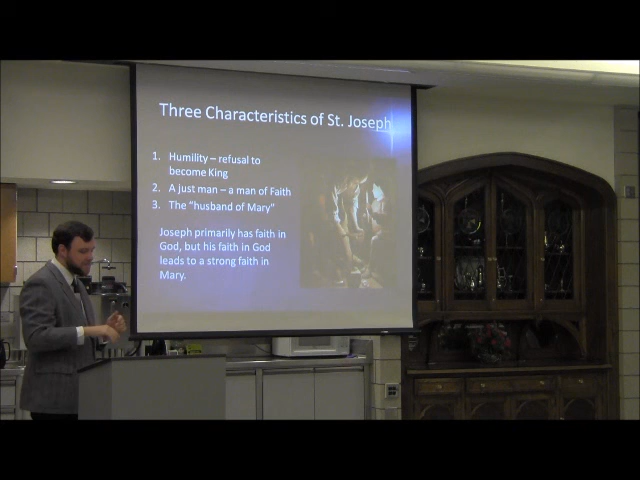 Three Characteristics of St. Joseph
1. Humility – refusal to
become King
2. A just man – a man of Faith
3. The "husband of Mary"
Joseph primarily has faith in
God, but his faith in God
leads to a strong faith in
Mary.